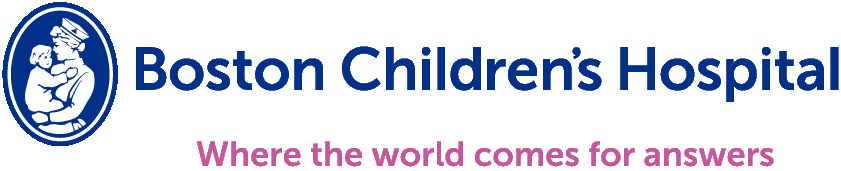 Boston Children's Hospital
Where the world comes for answers